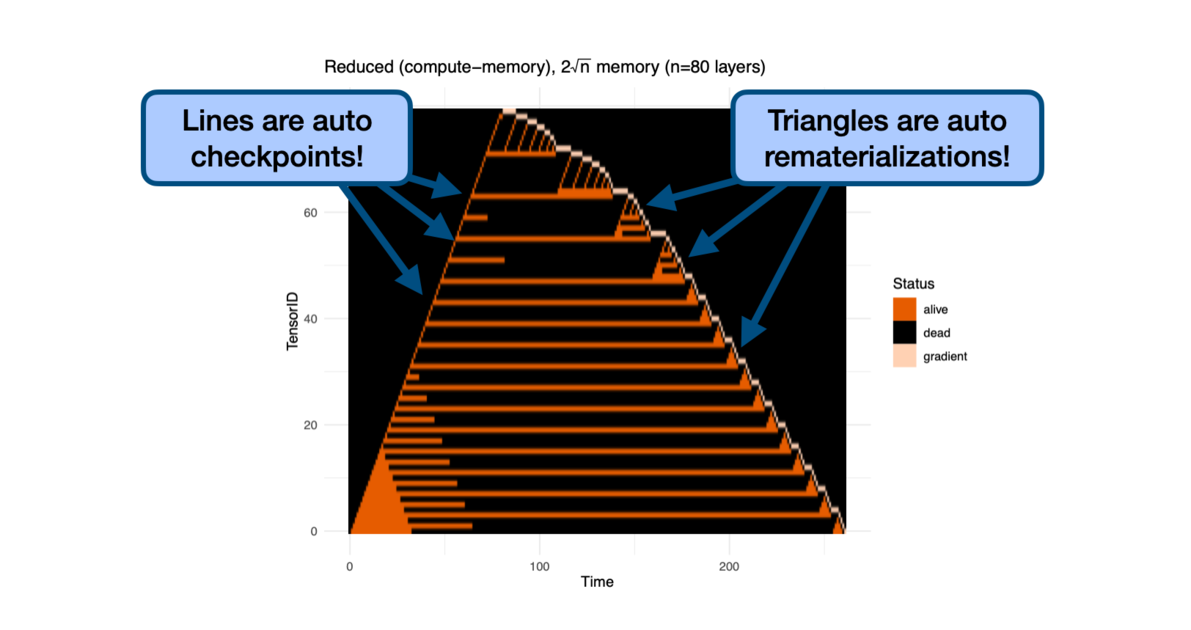 Reduced (compute−memory), 2√n memory (n=80 layers)
Lines are auto
checkpoints!
Triangles are auto
rematerializations!
60
40
20
0
TensorID
0
100
200
Time
Status
alive
dead
gradient